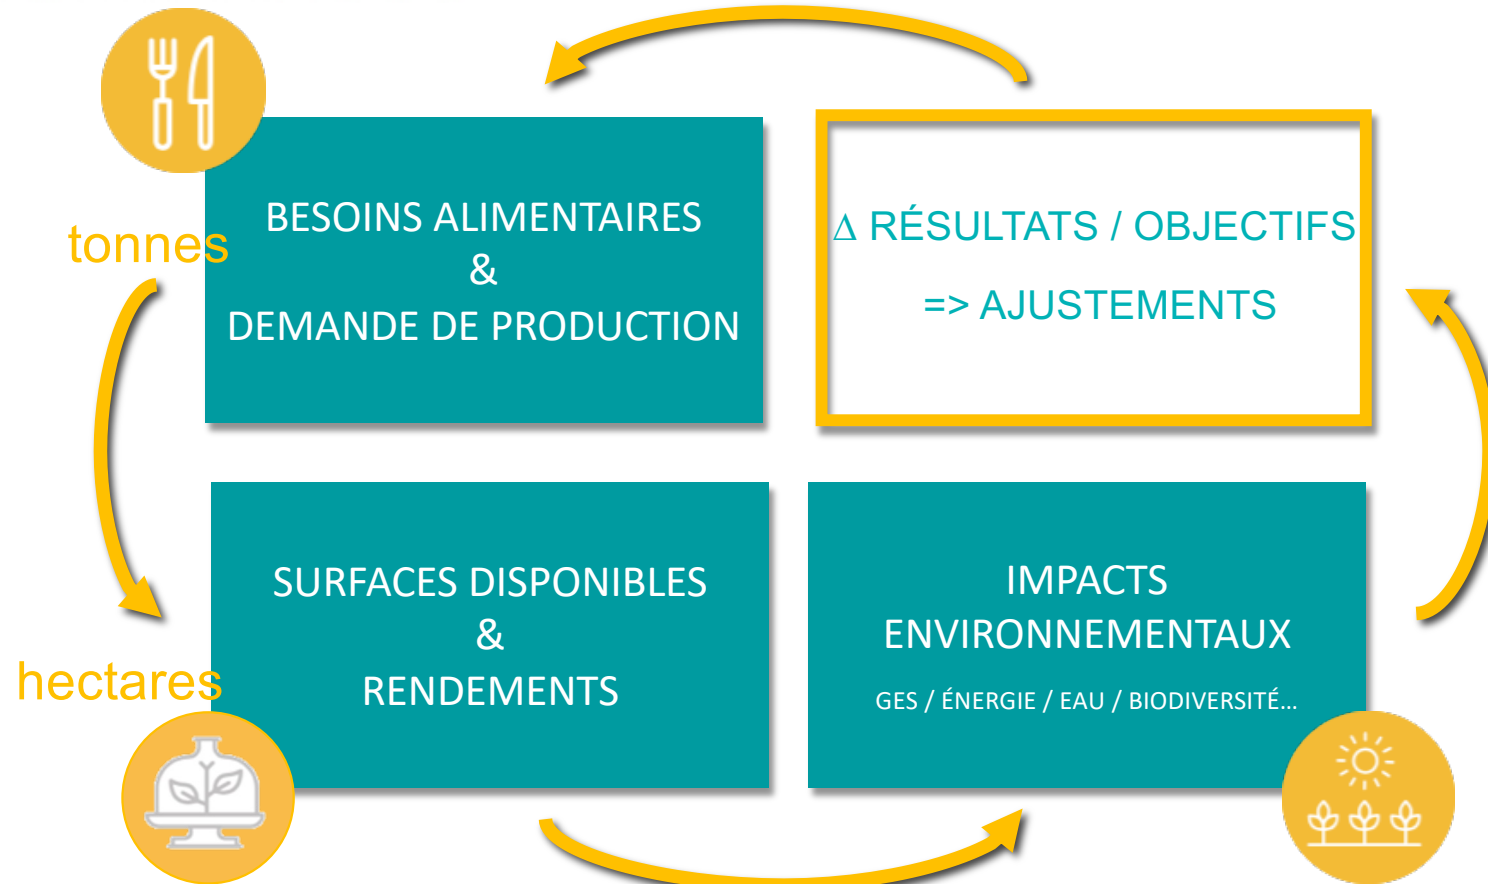 tonnes
BESOINS ALIMENTAIRES
&
DEMANDE DE PRODUCTION
∆ RÉSULTATS / OBJECTIFS
=> AJUSTEMENTS
hectares
SURFACES DISPONIBLES
&
RENDEMENTS
IMPACTS
ENVIRONNEMENTAUX
GES / ÉNERGIE / EAU / BIODIVERSITÉ...